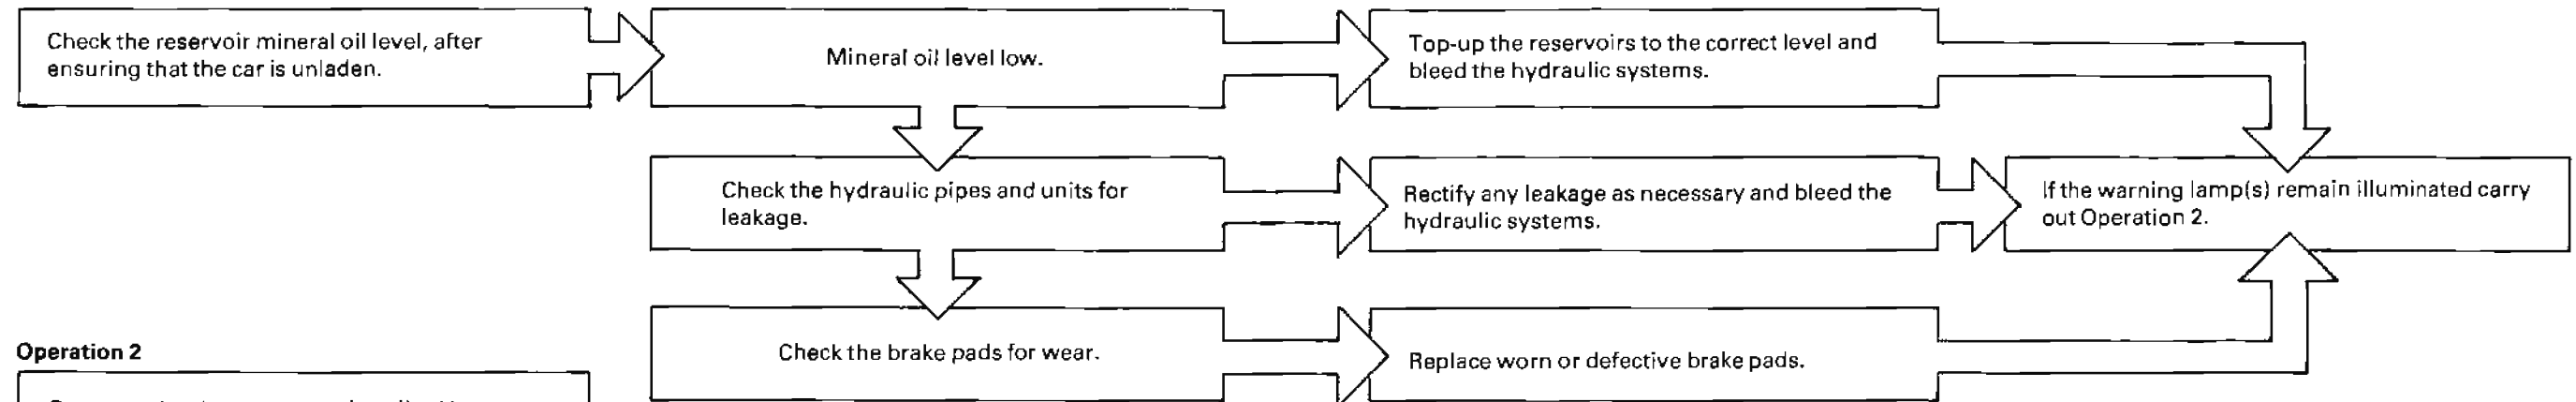 Check the reservoir mineral oil level, after
ensuring that the car is unladen.
Mineral oil level low.
Top-up the reservoirs to the correct level and
bleed the hydraulic systems.
Check the hydraulic pipes and units for
leakage.
Rectify any leakage as necessary and bleed the
hydraulic systems.
If the warning lamp(s) remain illuminated carry
out Operation 2.
Check the brake pads for wear.
Replace worn or defective brake pads.
Operation 2